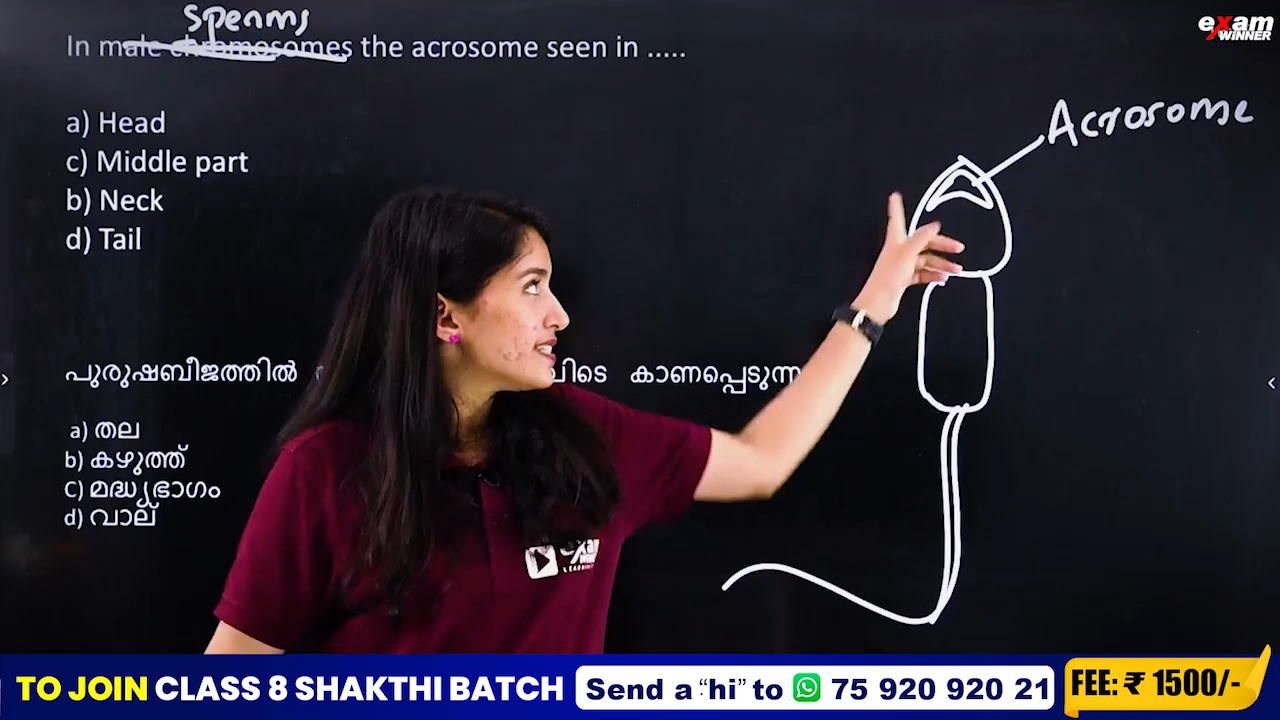 Sperms
In male chromosomes the acrosome seen in .....
a) Head
c) Middle part
b) Neck
d) Tail
Acrosome
പുരുഷബീജത്തിൽ കാണപ്പെടുന്ന
a) തല
b) കഴുത്ത്
C) മദ്ധ്യഭാഗം
d) വാല്
exam
WiNNER
TO JOIN CLASS 8 SHAKTHI BATCH
Send a “hi” to 75 920 920 21
FEE: ₹ 1500/-